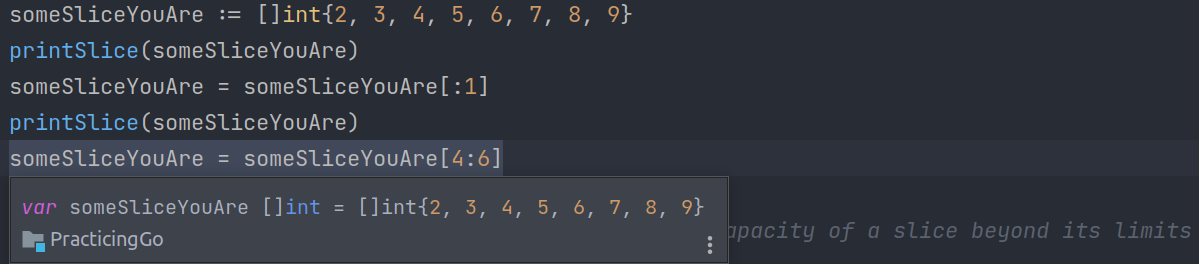 someSliceYouAre := []int{2, 3, 4, 5, 6, 7, 8, 9}
printSlice(someSliceYouAre)
someSliceYouAre = someSliceYouAre[:1]
printSlice(someSliceYouAre)
someSliceYouAre = someSliceYouAre[4:6]
var someSliceYouAre []int = []int{2, 3, 4, 5, 6, 7, 8, 9}
apacity of a slice beyond its limits
PracticingGo